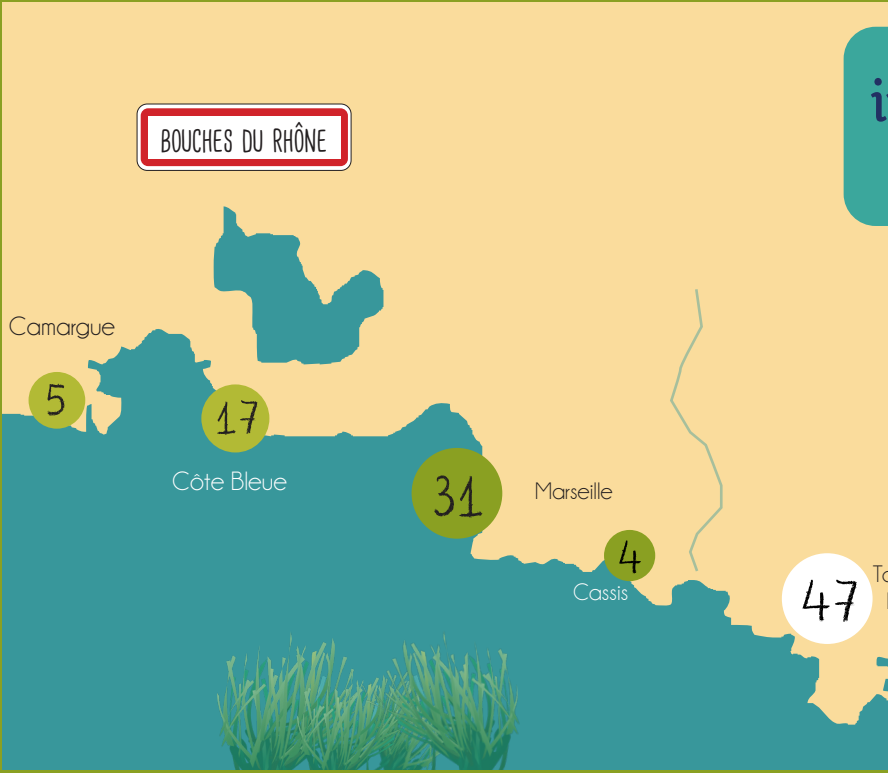 BOUCHES DU RHÔNE
Camargue
5
17
Côte Bleue
31
Marseille
4
Cassis
47